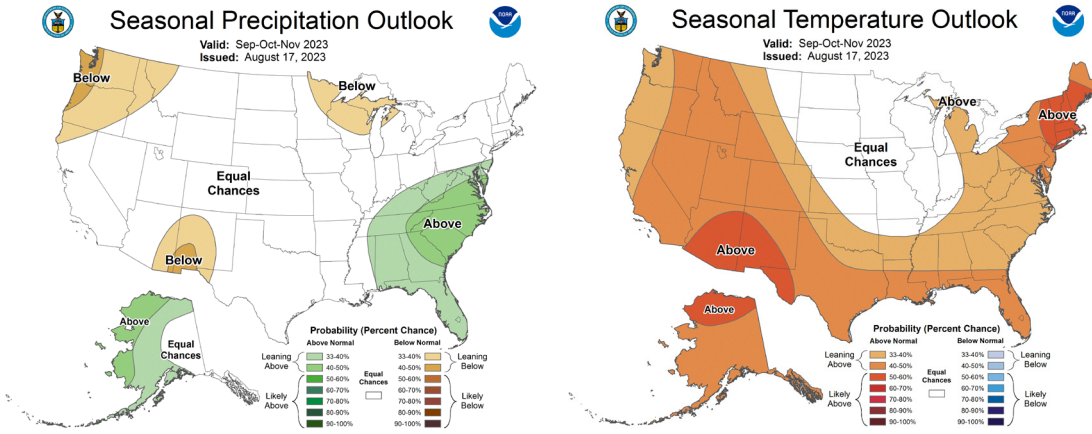 Seasonal Precipitation Outlook
NOAA
Valid: Sep-Oct-Nov 2023
Issued: August 17, 2023
Below
Below
Equal
Chances
Above
Below
Above
Equal
Chances
Probability (Percent Chance)
Above Normal
Below Normal
Leaning
Above
33-40%
40-50%
Likely
Above
50-60%
60-70%
70-80%
80-90%
90-100%
Equal
Chances
33-40%
40-50%
Leaning
Below
50-60%
60-70%
70-80%
80-90%
90-100%
Likely
Below
Seasonal Temperature Outlook
NOAA
Valid: Sep-Oct-Nov 2023
Issued: August 17, 2023
Above
Above
Equal
Chances
Above
Above
Probability (Percent Chance)
Above Normal
Below Normal
Leaning
Above
33-40%
40-50%
Likely
Above
50-60%
60-70%
70-80%
80-90%
90-100%
Equal
Chances
33-40%
40-50%
Leaning
Below
50-60%
60-70%
70-80%
80-90%
90-100%
Likely
Below